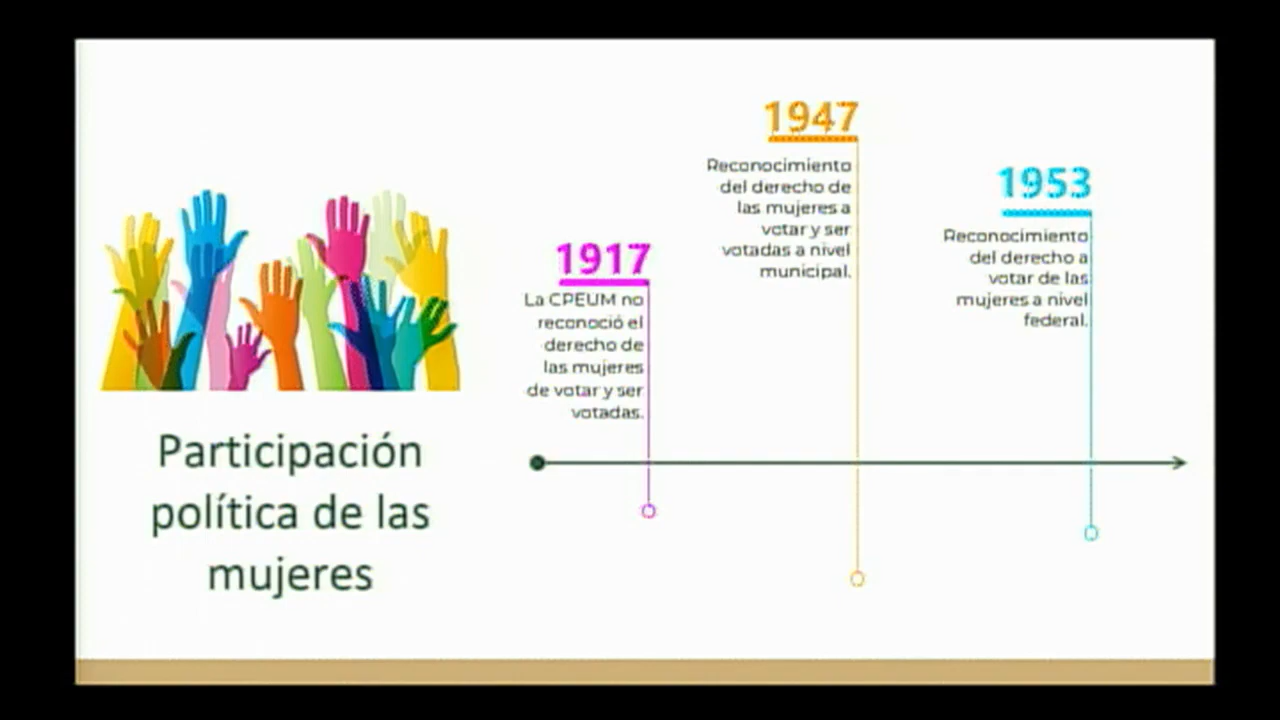 Participación
política de las
mujeres
1917
La CPEUM no
reconoció el
derecho de
las mujeres
de votar y ser
votadas.
1947
Reconocimiento
del derecho de
las mujeres a
votar y ser
votadas a nivel
municipal.
1953
Reconocimiento
del derecho a
votar de las
mujeres a nivel
federal.